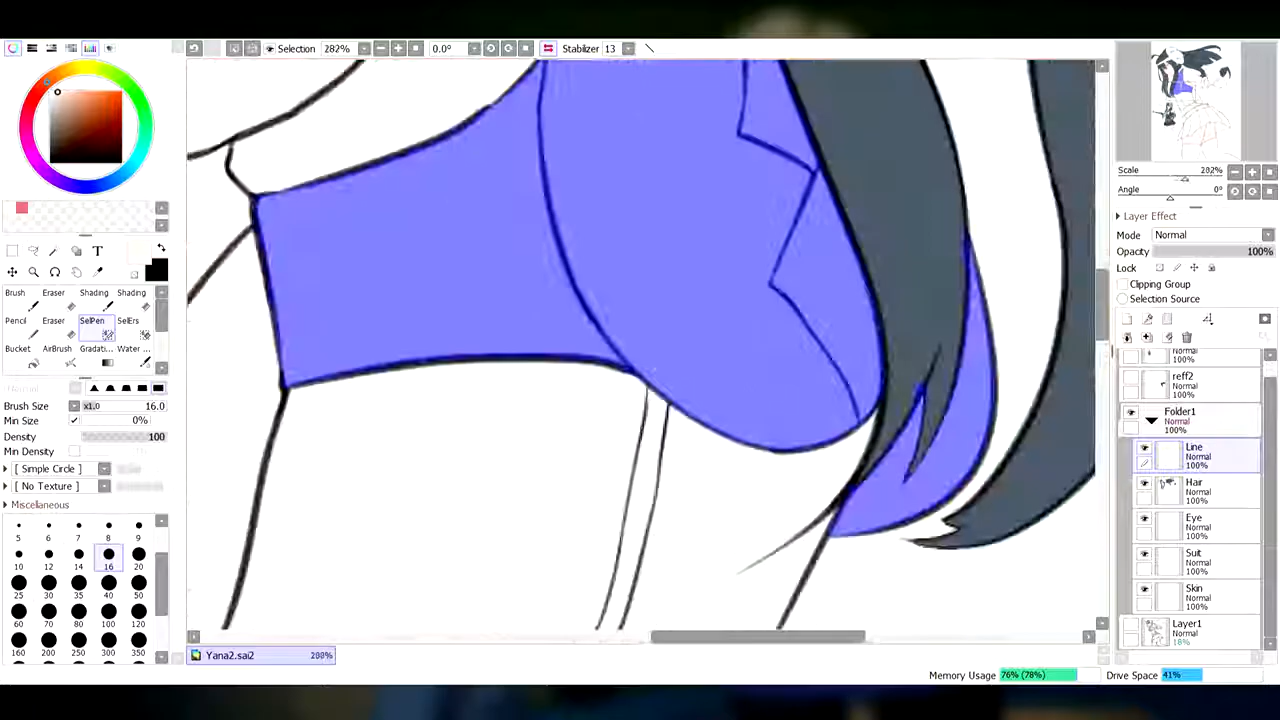 Selection 282% 0.0° Stabilizer 13
Scale 282%
Angle 0°
Layer Effect
Mode Normal
Opacity 100%
Lock
Clipping Group
Selection Source
T
Brush Eraser Shading Shading
Pencil Eraser SelPen SelErs
Bucket AirBrush Gradati... Water ...
Brush Size x1.0 16.0
Min Size 0%
Density 100
Min Density
[ Simple Circle ]
[ No Texture ]
Miscellaneous
5 6 7 8 9
10 12 14 16 20
25 30 35 40 50
60 70 80 100 120
160 200 250 300 350
Normal
100%
reff2
Normal
100%
Folder1
Normal
100%
Line
Normal
100%
Hair
Normal
100%
Eye
Normal
100%
Suit
Normal
100%
Skin
Normal
100%
Layer1
Normal
18%
Yana2.sai2 280%
Memory Usage 76% (78%) Drive Space 41%